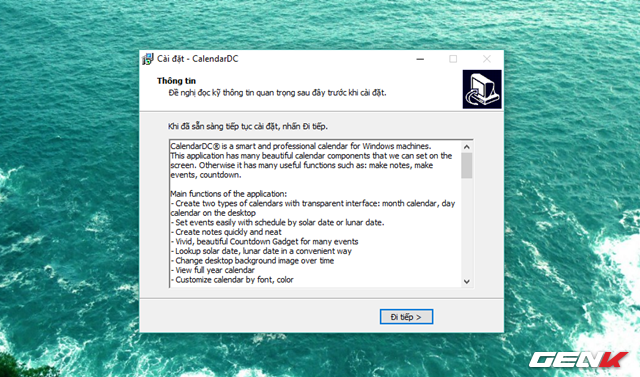 Cài đặt - CalendarDC
Thông tin
Đề nghị đọc kỹ thông tin quan trọng sau đây trước khi cài đặt.
Khi đã sẵn sàng tiếp tục cài đặt, nhấn Đi tiếp.
CalendarDC® is a smart and professional calendar for Windows machines.
This application has many beautiful calendar components that we can set on the
screen. Otherwise it has many useful functions such as: make notes, make
events, countdown.
Main functions of the application:
- Create two types of calendars with transparent interface: month calendar, day
calendar on the desktop
- Set events easily with schedule by solar date or lunar date.
- Create notes quickly and neat
- Vivid, beautiful Countdown Gadget for many events
- Lookup solar date, lunar date in a convenient way
- Change desktop background image over time
- View full year calendar
- Customize calendar by font, color
Đi tiếp >
GENK